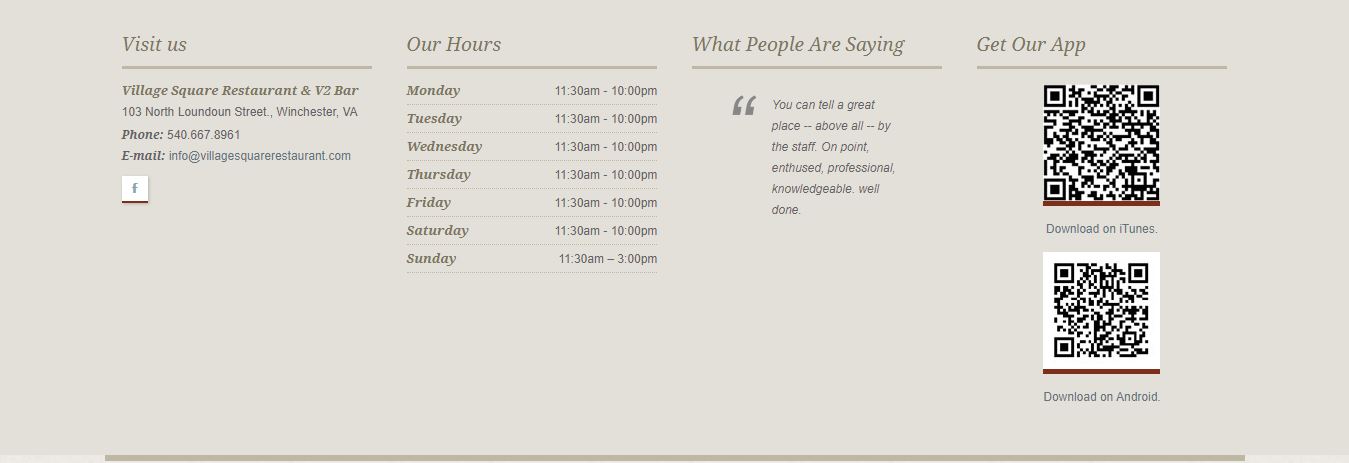 Visit us
Village Square Restaurant & V2 Bar
103 North Loundoun Street., Winchester, VA
Phone: 540.667.8961
E-mail: info@villagesquarerestaurant.com
f
Our Hours
Monday 11:30am - 10:00pm
Tuesday 11:30am - 10:00pm
Wednesday 11:30am - 10:00pm
Thursday 11:30am - 10:00pm
Friday 11:30am - 10:00pm
Saturday 11:30am - 10:00pm
Sunday 11:30am – 3:00pm
What People Are Saying
“ You can tell a great
place -- above all -- by
the staff. On point,
enthused, professional,
knowledgeable. well
done.
Get Our App
Download on iTunes.
Download on Android.